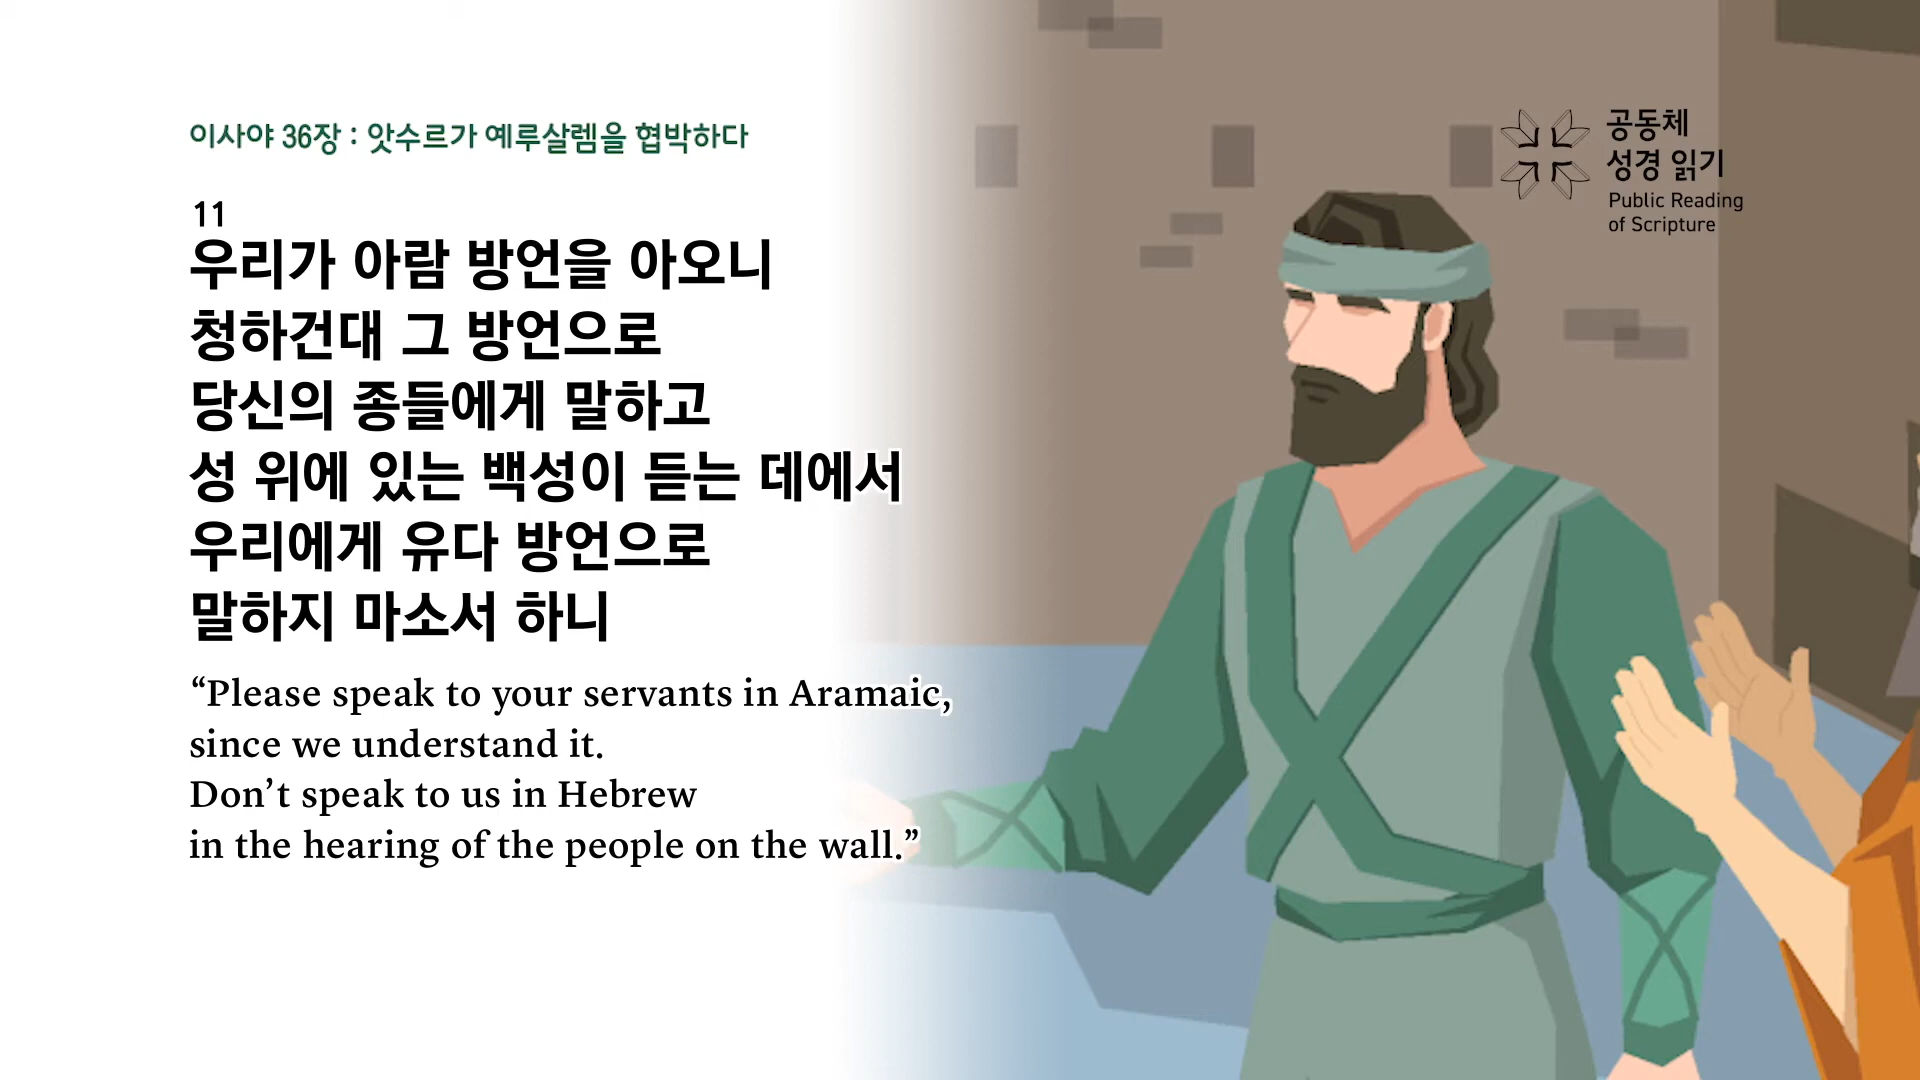 이사야 36장 : 앗수르가 예루살렘을 협박하다
11
우리가 아람 방언을 아오니
청하건대 그 방언으로
당신의 종들에게 말하고
성 위에 있는 백성이 듣는 데에서
우리에게 유다 방언으로
말하지 마소서 하니
“Please speak to your servants in Aramaic,
since we understand it.
Don’t speak to us in Hebrew
in the hearing of the people on the wall.”
공동체
성경 읽기
Public Reading
of Scripture